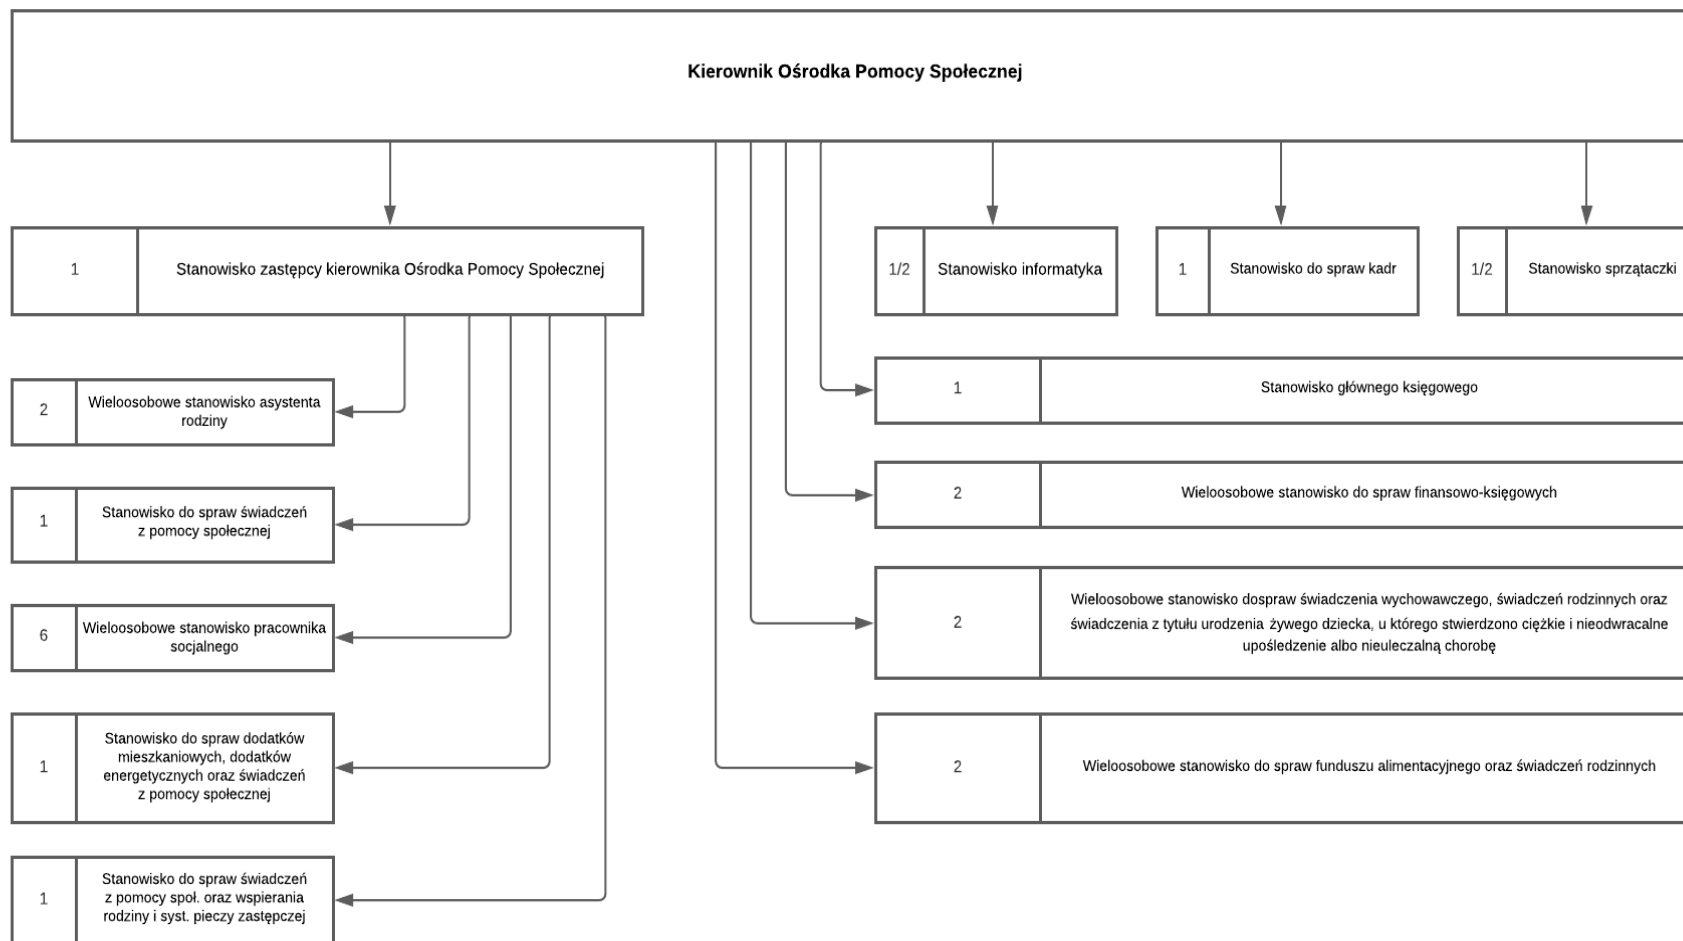 Kierownik Ośrodka Pomocy Społecznej
1
Stanowisko zastępcy kierownika Ośrodka Pomocy Społecznej
1/2
Stanowisko informatyka
1
Stanowisko do spraw kadr
1/2
Stanowisko sprzątaczki
2
Wieloosobowe stanowisko asystenta
rodziny
1
Stanowisko do spraw świadczeń
z pomocy społecznej
6
Wieloosobowe stanowisko pracownika
socjalnego
1
Stanowisko do spraw dodatków
mieszkaniowych, dodatków
energetycznych oraz świadczeń
z pomocy społecznej
1
Stanowisko do spraw świadczeń
z pomocy społ. oraz wspierania
rodziny i syst. pieczy zastępczej
1
Stanowisko głównego księgowego
2
Wieloosobowe stanowisko do spraw finansowo-księgowych
2
Wieloosobowe stanowisko dospraw świadczenia wychowawczego, świadczeń rodzinnych oraz
świadczenia z tytułu urodzenia żywego dziecka, u którego stwierdzono ciężkie i nieodwracalne
upośledzenie albo nieuleczalną chorobę
2
Wieloosobowe stanowisko do spraw funduszu alimentacyjnego oraz świadczeń rodzinnych